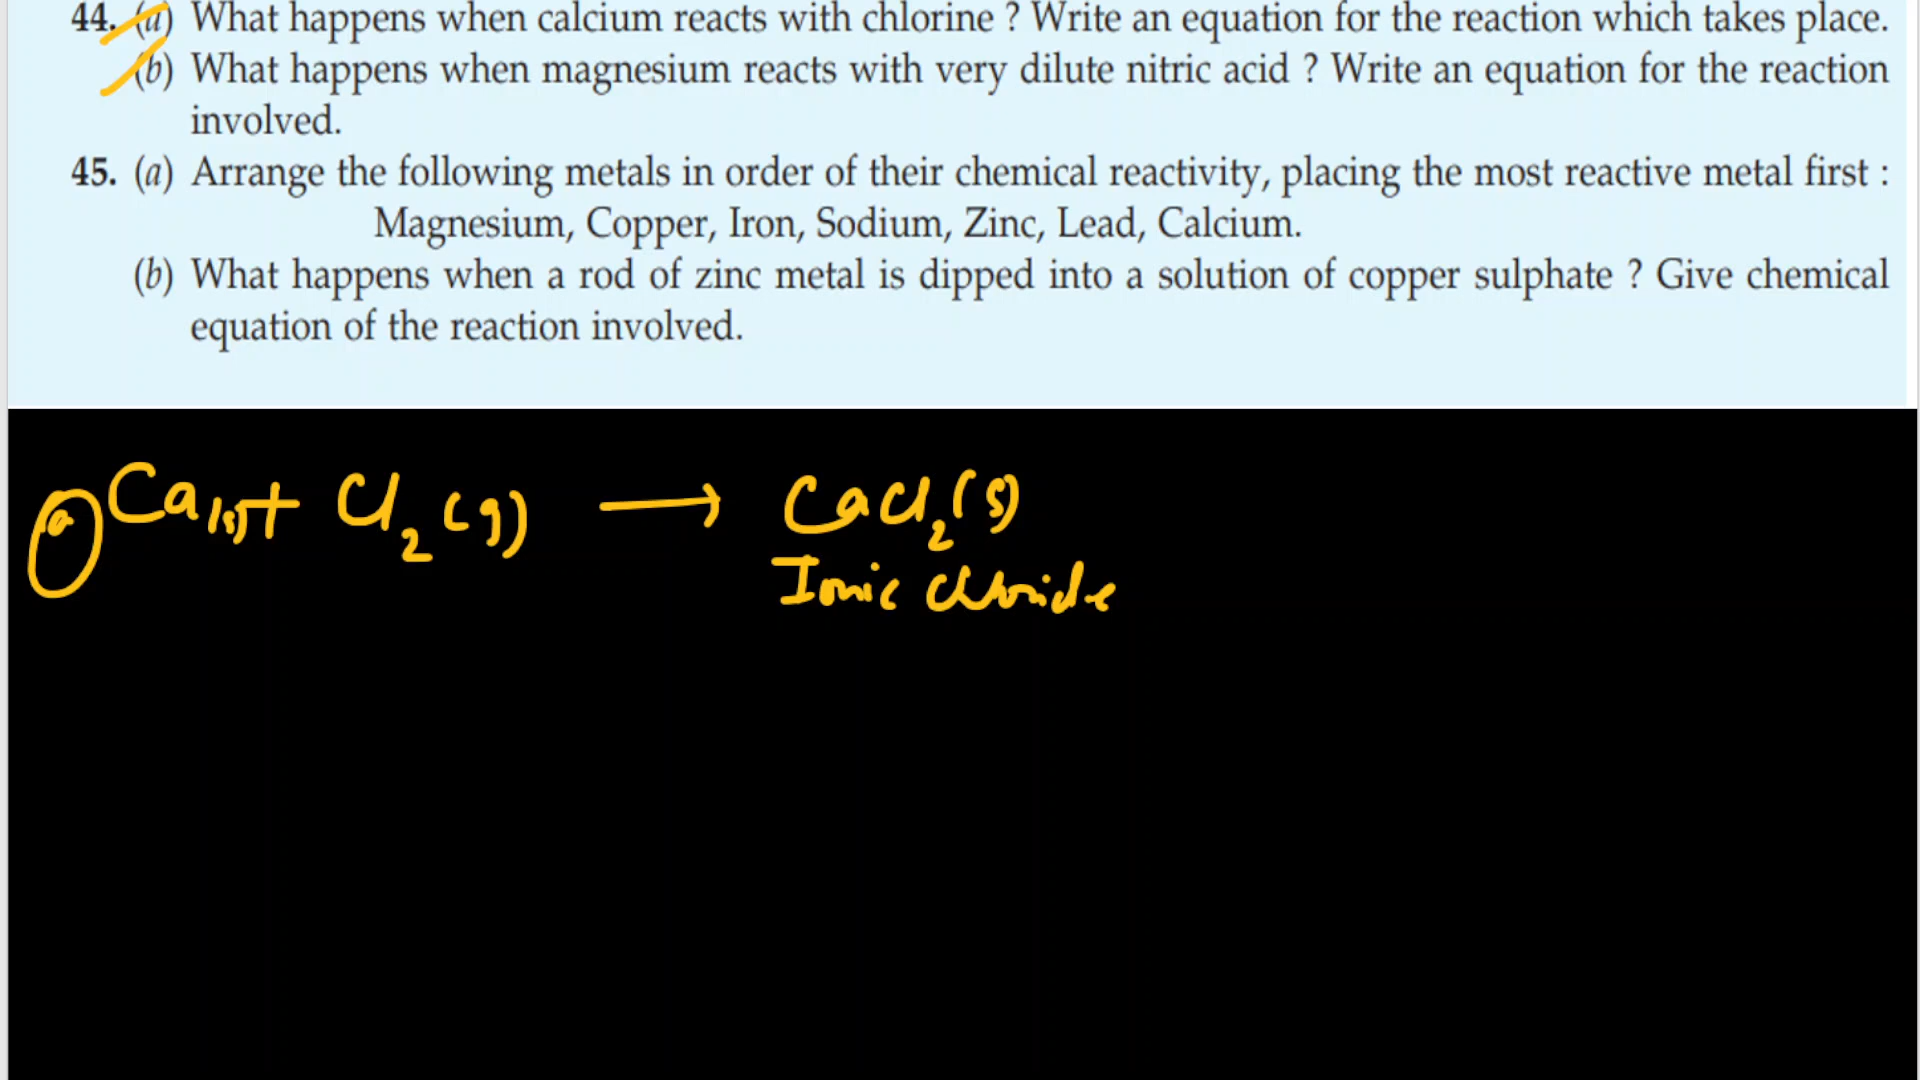 44. (a) What happens when calcium reacts with chlorine ? Write an equation for the reaction which takes place.
(b) What happens when magnesium reacts with very dilute nitric acid ? Write an equation for the reaction
involved.
45. (a) Arrange the following metals in order of their chemical reactivity, placing the most reactive metal first :
Magnesium, Copper, Iron, Sodium, Zinc, Lead, Calcium.
(b) What happens when a rod of zinc metal is dipped into a solution of copper sulphate ? Give chemical
equation of the reaction involved.
a Ca(s) + Cl2(g) → CaCl2(s)
Ionic chloride